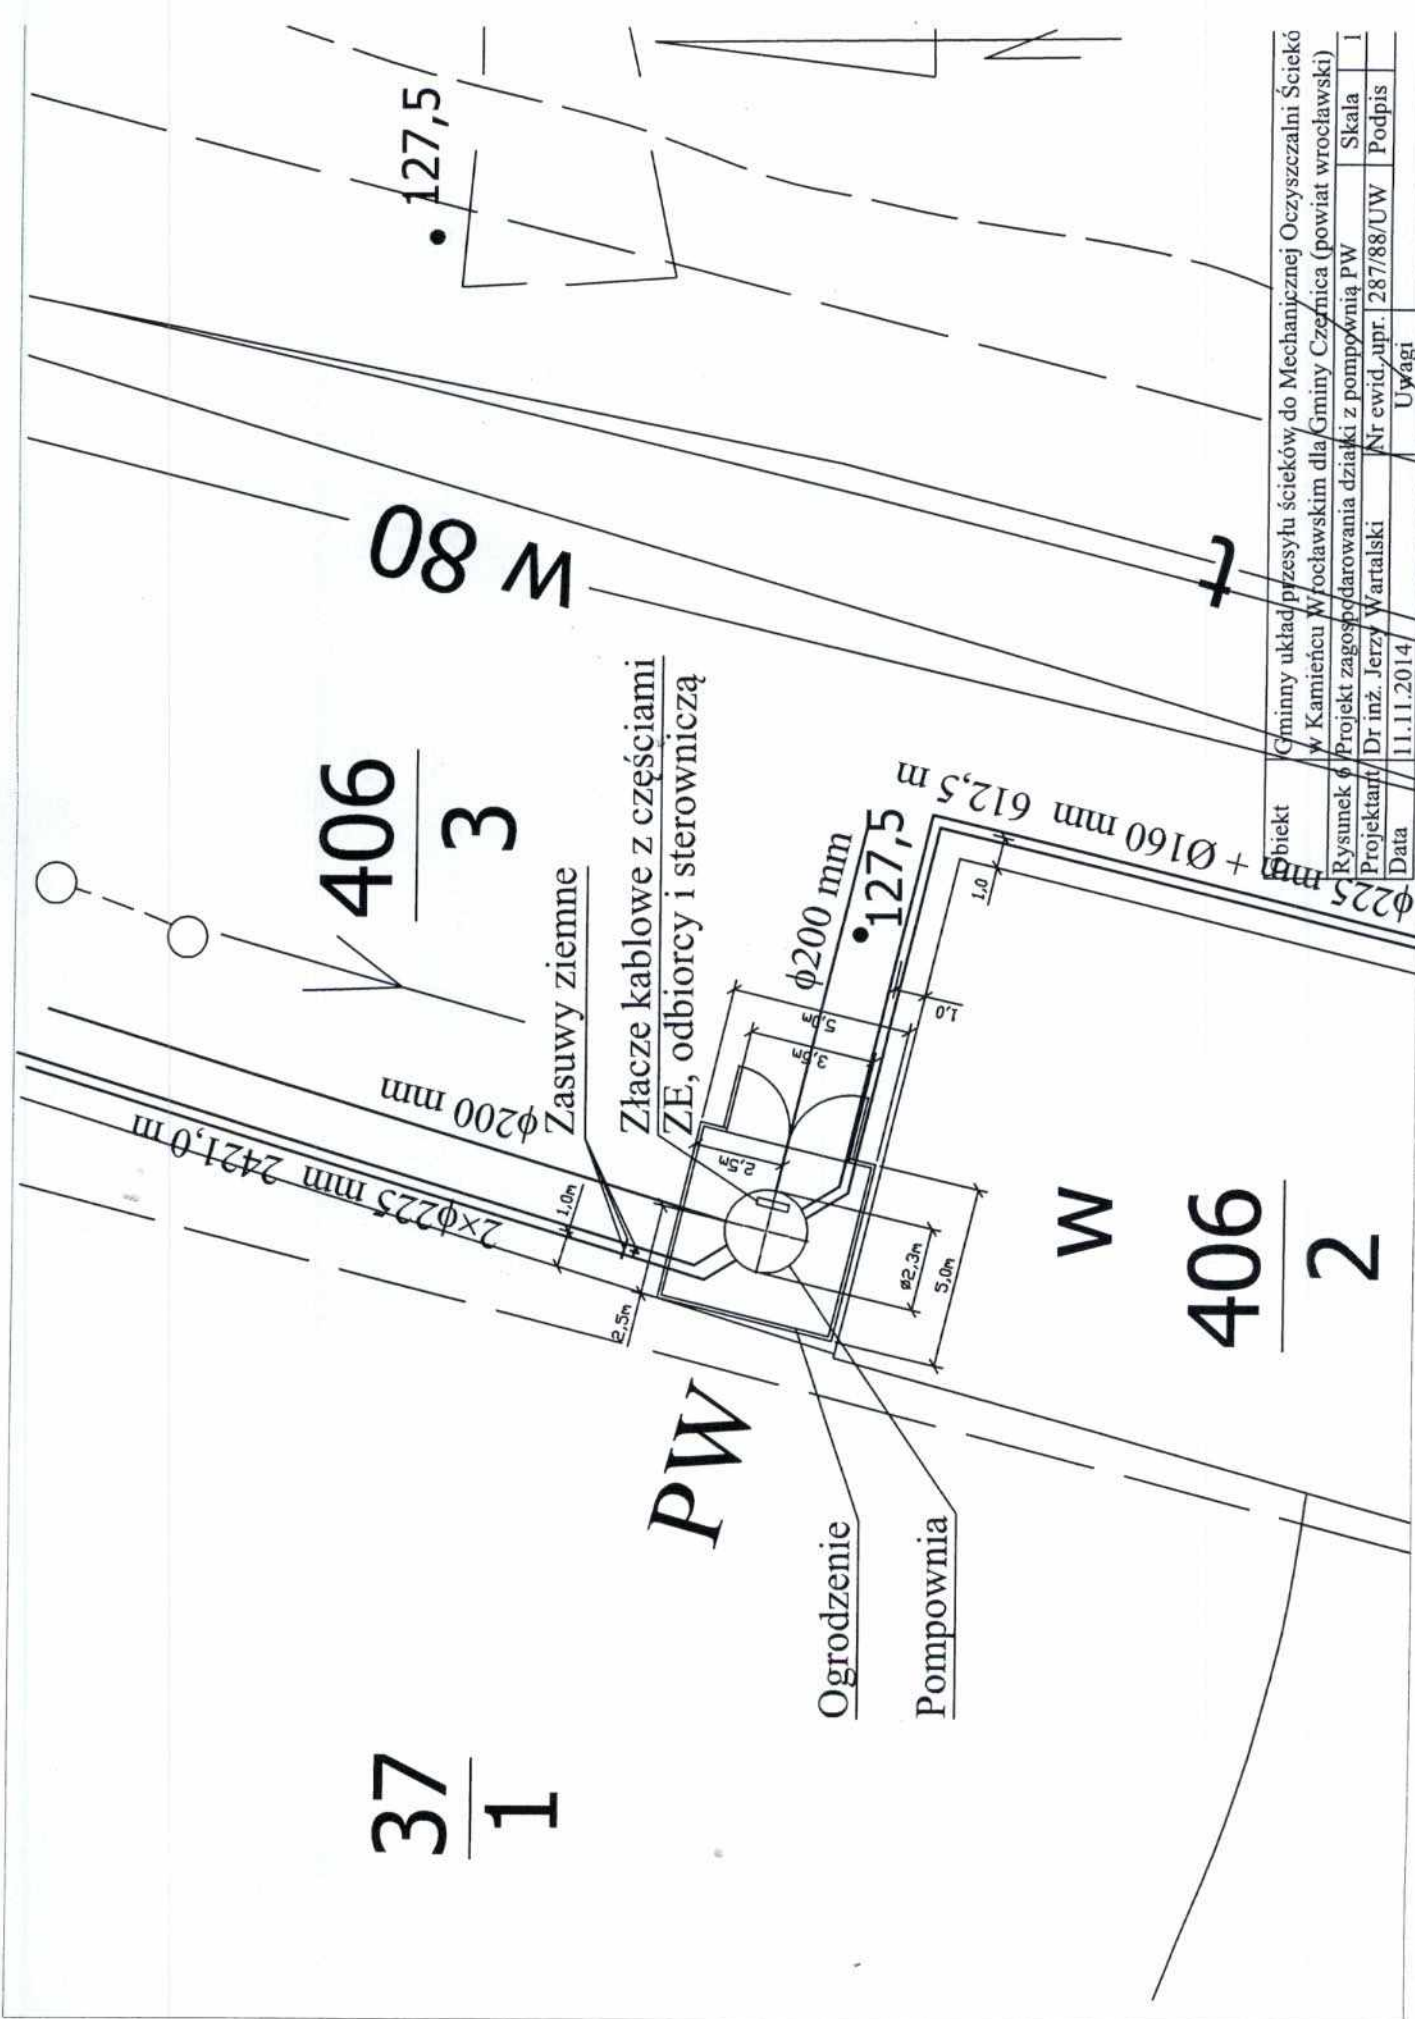 37
1
PW
Ogrodzenie
Pompownia
2×ϕ225 mm 2421,0 m
ϕ200 mm
Zasuwy ziemne
Złacze kablowe z częściami
ZE, odbiorcy i sterowniczą
406
3
w 80
127,5
ϕ200 mm
127,5
1,0m
2,5m
2,5m
3,6m
5,0m
1,0
1,0
ø2,3m
5,0m
w
406
2
ϕ225 mm + Ø160 mm 612,5 m
t
N
Obiekt Gminny układ przesyłu ścieków do Mechanicznej Oczyszczalni Ściekó
w Kamieńcu Wrocławskim dla Gminy Czernica (powiat wrocławski)
Rysunek 6 Projekt zagospodarowania działki z pompownią PW Skala 1
Projektant Dr inż. Jerzy Wartalski Nr ewid. upr. 287/88/UW Podpis
Data 11.11.2014 Uwagi